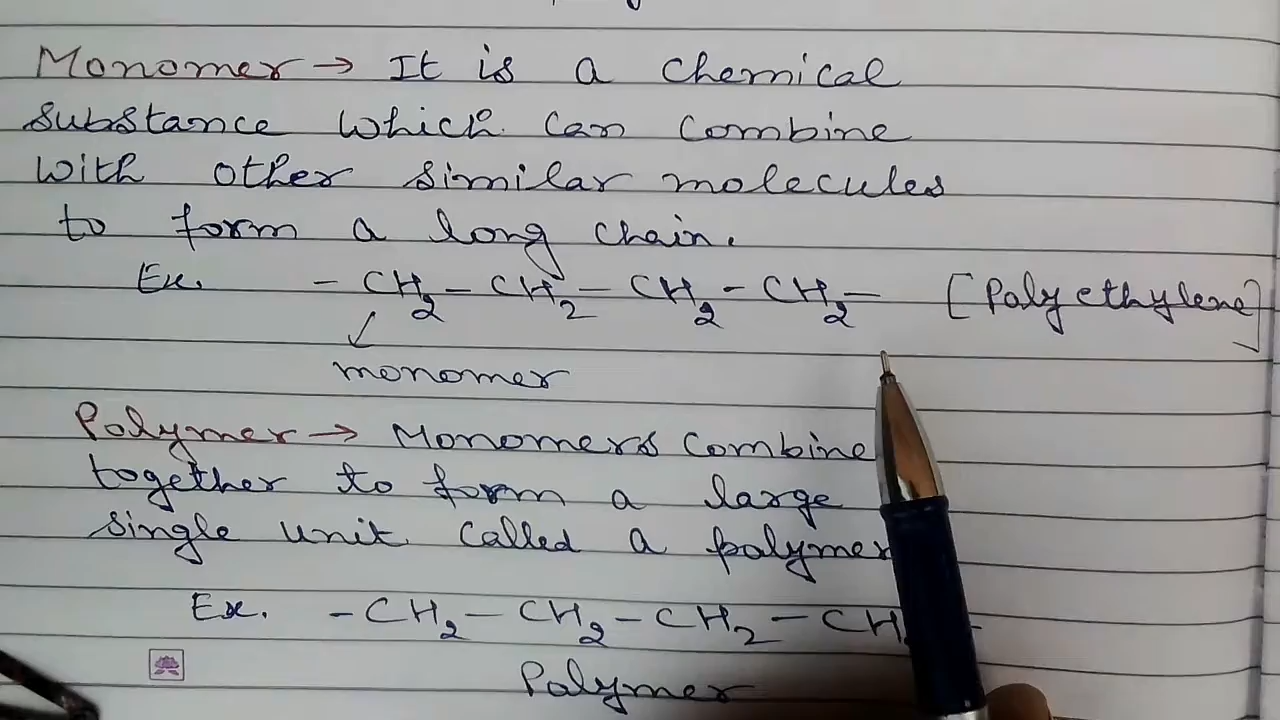 Monomer → It is a chemical
substance which can combine
with other similar molecules
to form a long chain.
Ex. - CH2 - CH2 - CH2 - CH2 - [Polyethylene]
monomer
Polymer → Monomers combine
together to form a large
single unit called a polymer
Ex. - CH2 - CH2 - CH2 - CH
Polymer